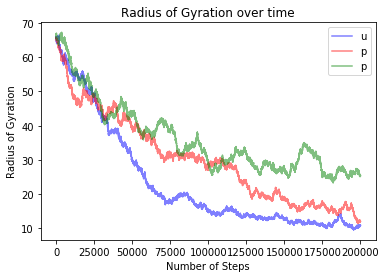 Radius of Gyration over time
u
p
p
Radius of Gyration
70
60
50
40
30
20
10
0 25000 50000 75000 100000 125000 150000 175000 200000
Number of Steps